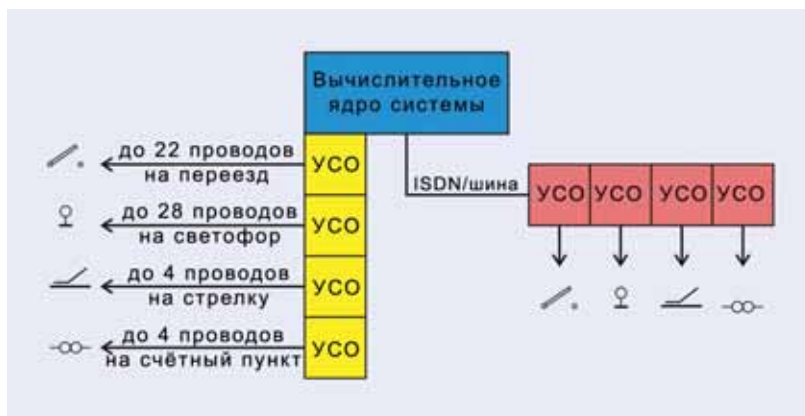 Вычислительное
ядро системы
до 22 проводов
на переезд
УСО
до 28 проводов
на светофор
УСО
до 4 проводов
на стрелку
УСО
до 4 проводов
на счётный пункт
УСО
ISDN/шина
УСО УСО УСО УСО